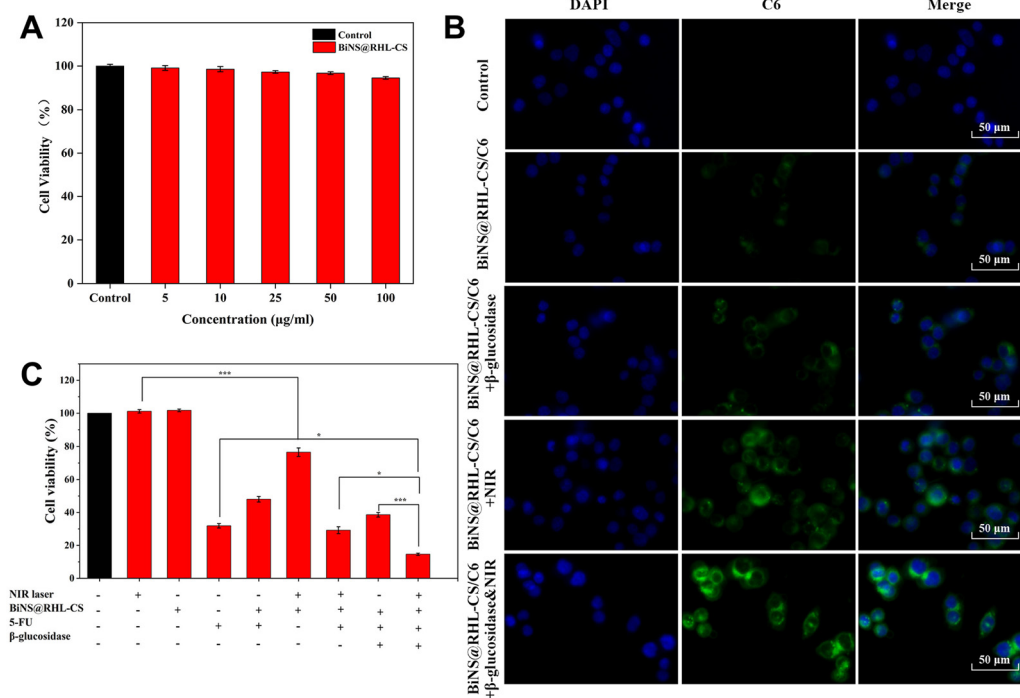 A
Control
BiNS@RHL-CS
Cell Viability (%)
120
100
80
60
40
20
0
Control 5 10 25 50 100
Concentration (µg/ml)
B
DAPI C6 Merge
Control
50 µm
BiNS@RHL-CS/C6
50 µm
BiNS@RHL-CS/C6
+β-glucosidase
50 µm
BiNS@RHL-CS/C6
+NIR
50 µm
BiNS@RHL-CS/C6
+β-glucosidase&NIR
50 µm
C
Cell viability (%)
120
100
80
60
40
20
0
***
*
*
***
NIR laser - + - - - + + - +
BiNS@RHL-CS - - + - + + + + +
5-FU - - - + + - + + +
β-glucosidase - - - - - - - + +